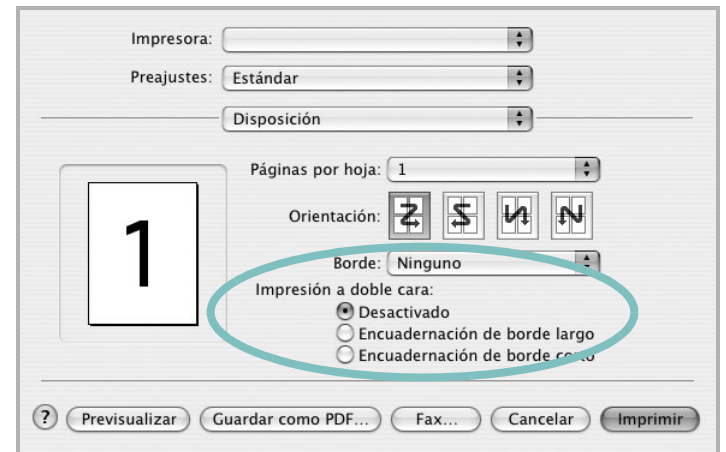 Impresora:
Preajustes: Estándar
Disposición
Páginas por hoja: 1
Orientación:
1
Borde: Ninguno
Impresión a doble cara:
Desactivado
Encuadernación de borde largo
Encuadernación de borde corto
? Previsualizar Guardar como PDF... Fax... Cancelar Imprimir